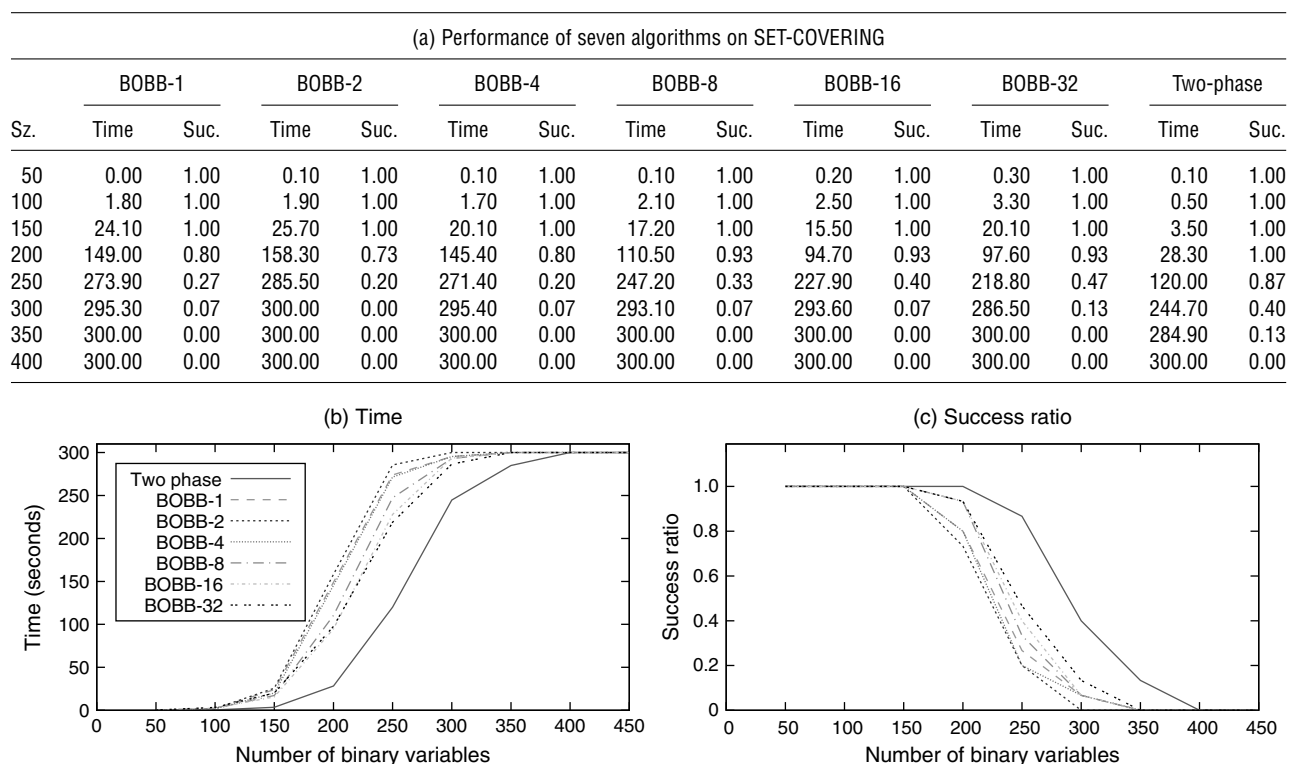 (a) Performance of seven algorithms on SET-COVERING
BOBB-1 BOBB-2 BOBB-4 BOBB-8 BOBB-16 BOBB-32 Two-phase
Sz. Time Suc. Time Suc. Time Suc. Time Suc. Time Suc. Time Suc. Time Suc.
50 0.00 1.00 0.10 1.00 0.10 1.00 0.10 1.00 0.20 1.00 0.30 1.00 0.10 1.00
100 1.80 1.00 1.90 1.00 1.70 1.00 2.10 1.00 2.50 1.00 3.30 1.00 0.50 1.00
150 24.10 1.00 25.70 1.00 20.10 1.00 17.20 1.00 15.50 1.00 20.10 1.00 3.50 1.00
200 149.00 0.80 158.30 0.73 145.40 0.80 110.50 0.93 94.70 0.93 97.60 0.93 28.30 1.00
250 273.90 0.27 285.50 0.20 271.40 0.20 247.20 0.33 227.90 0.40 218.80 0.47 120.00 0.87
300 295.30 0.07 300.00 0.00 295.40 0.07 293.10 0.07 293.60 0.07 286.50 0.13 244.70 0.40
350 300.00 0.00 300.00 0.00 300.00 0.00 300.00 0.00 300.00 0.00 300.00 0.00 284.90 0.13
400 300.00 0.00 300.00 0.00 300.00 0.00 300.00 0.00 300.00 0.00 300.00 0.00 300.00 0.00
(b) Time
Time (seconds)
300
250
200
150
100
50
0
Two phase
BOBB-1
BOBB-2
BOBB-4
BOBB-8
BOBB-16
BOBB-32
0 50 100 150 200 250 300 350 400 450
Number of binary variables
(c) Success ratio
Success ratio
1.0
0.8
0.6
0.4
0.2
0
0 50 100 150 200 250 300 350 400 450
Number of binary variables